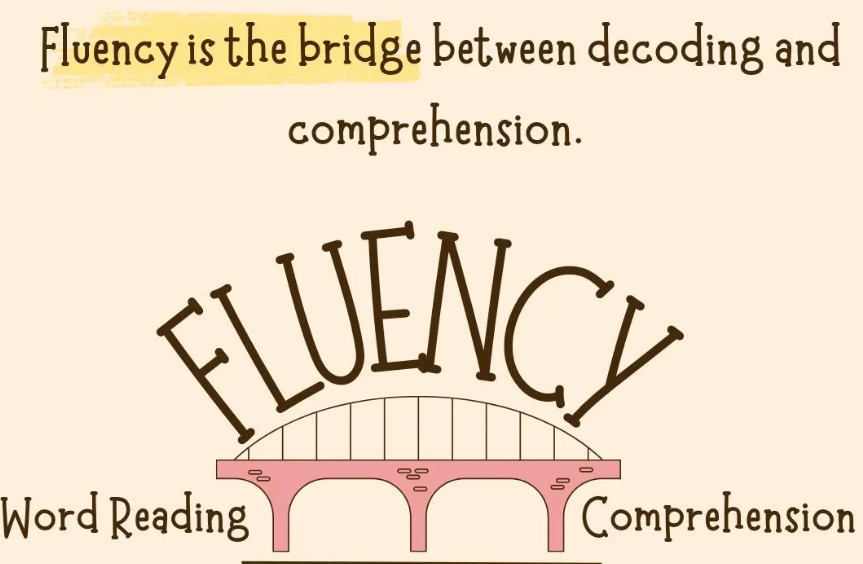 Fluency is the bridge between decoding and
comprehension.
FLUENCY
Word Reading
Comprehension